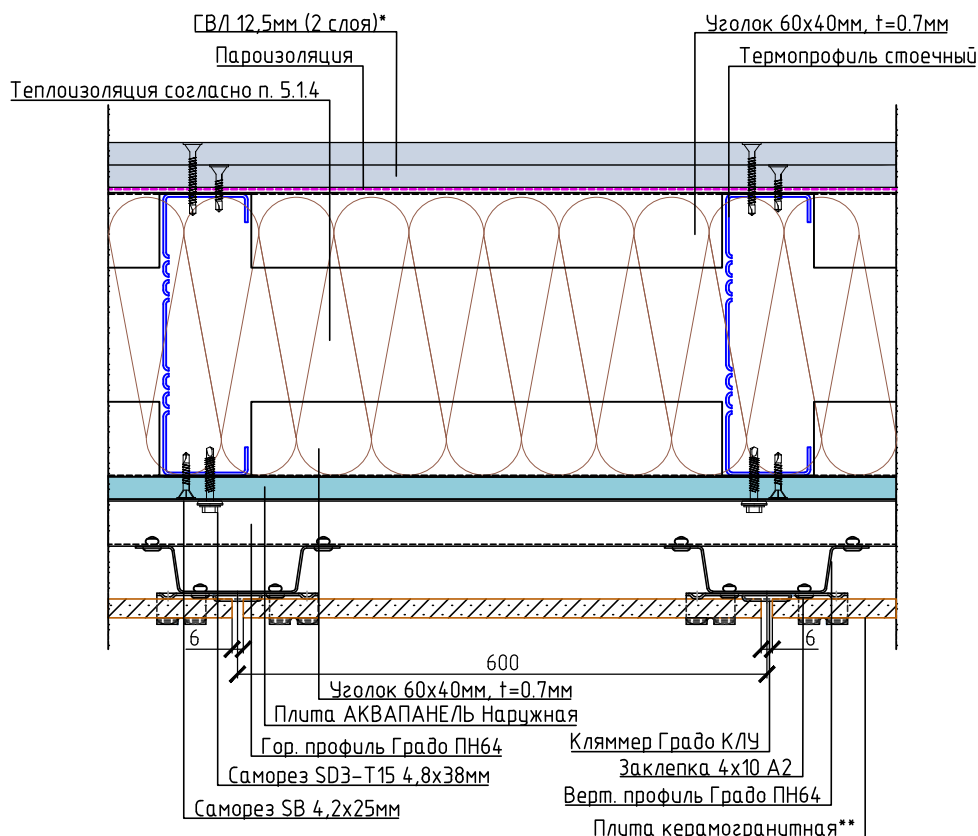 ГВЛ 12,5мм (2 слоя)*
Уголок 60х40мм, t=0.7мм
Пароизоляция
Термопрофиль стоечный
Теплоизоляция согласно п. 5.1.4
6
6
600
Уголок 60х40мм, t=0.7мм
Плита АКВАПАНЕЛЬ Наружная
Гор. профиль Градо ПН64
Кляммер Градо КЛУ
Саморез SD3-T15 4,8х38мм
Заклепка 4х10 А2
Саморез SB 4,2х25мм
Верт. профиль Градо ПН64
Плита керамогранитная**